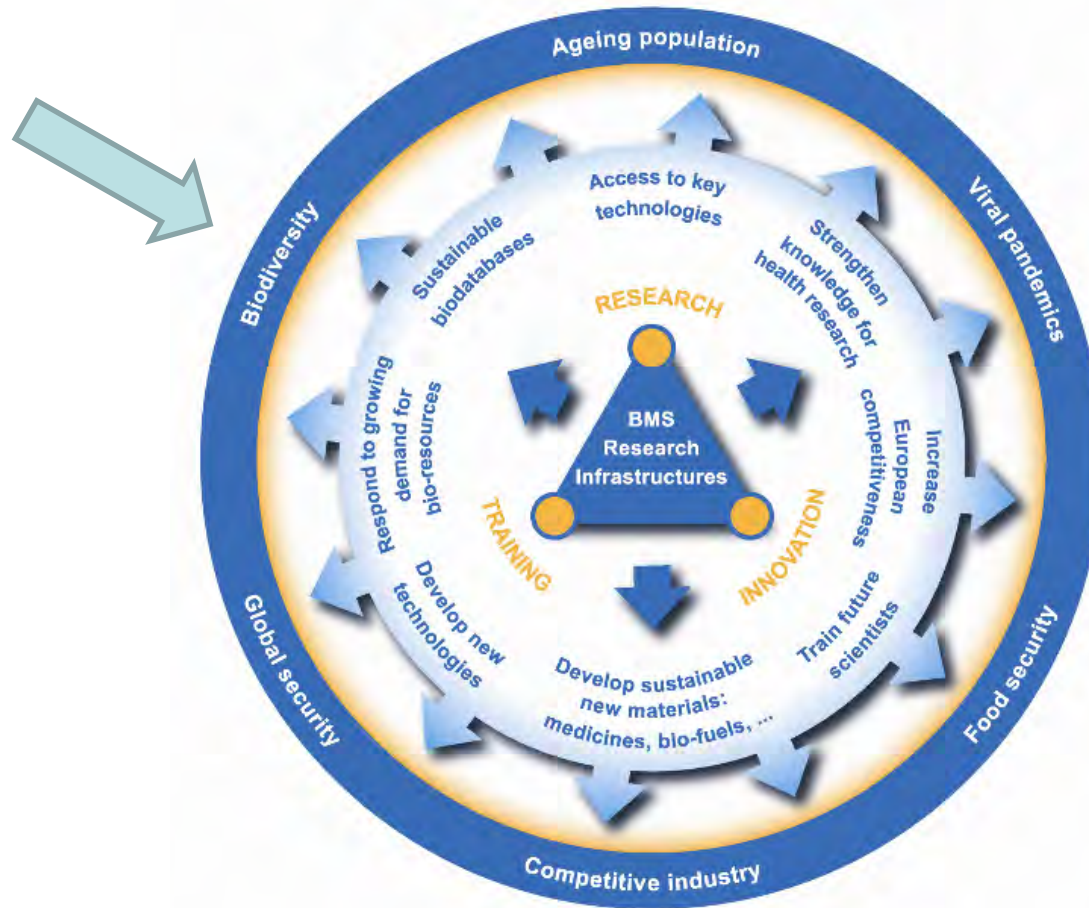 Ageing population
Viral pandemics
Food security
Competitive industry
Global security
Biodiversity
Access to key
technologies
Strengthen
knowledge for
health research
Increase
European
competitiveness
Train future
scientists
Develop sustainable
new materials:
medicines, bio-fuels, ...
Develop new
technologies
Respond to growing
demand for
bio-resources
Sustainable
biodatabases
RESEARCH
INNOVATION
TRAINING
BMS
Research
Infrastructures